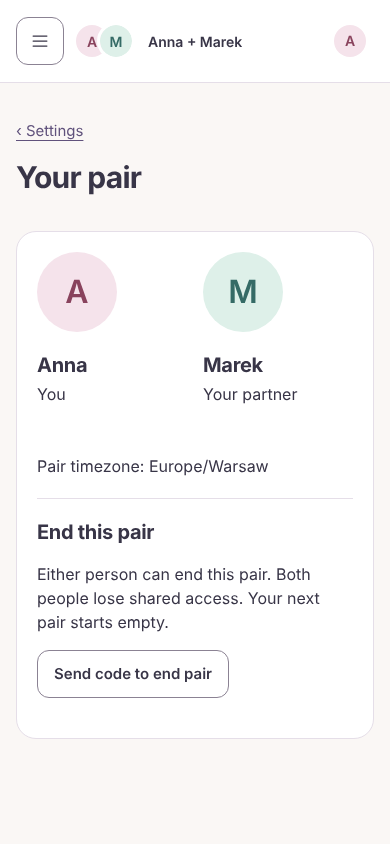 A M Anna + Marek A
‹ Settings
Your pair
A M
Anna Marek
You Your partner
Pair timezone: Europe/Warsaw
End this pair
Either person can end this pair. Both
people lose shared access. Your next
pair starts empty.
Send code to end pair